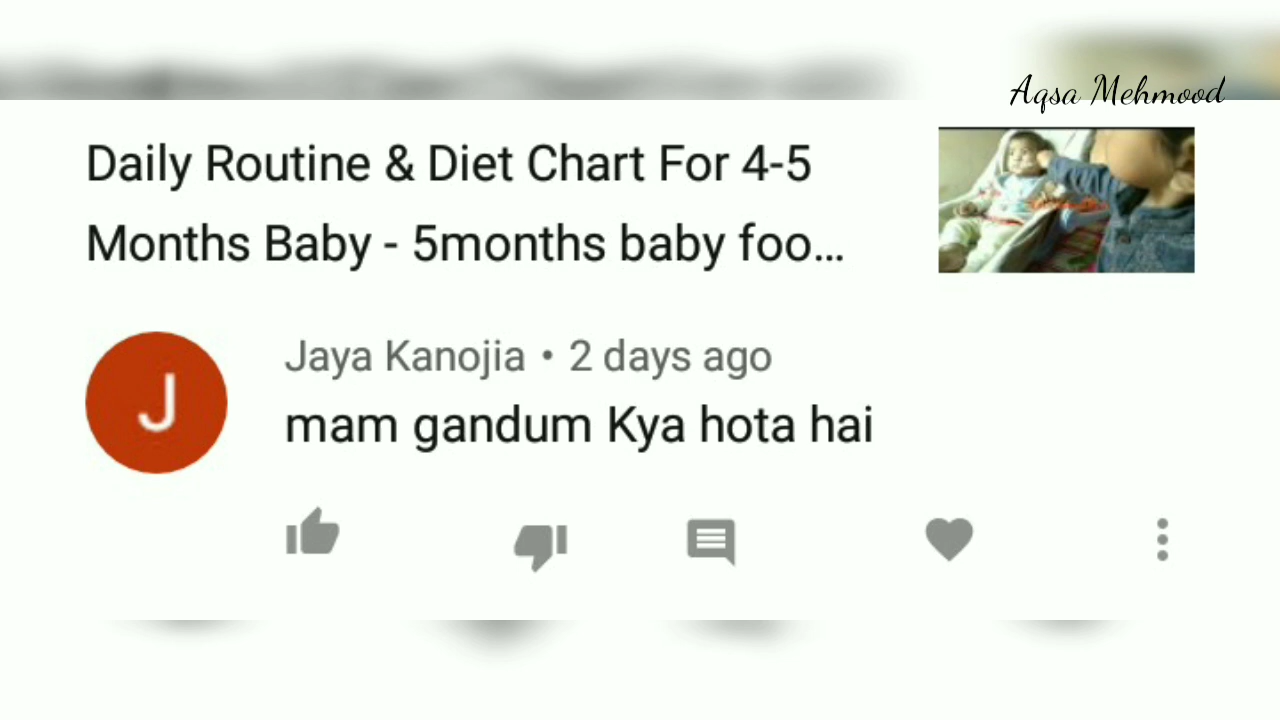 Aqsa Mehmood
Daily Routine & Diet Chart For 4-5
Months Baby - 5months baby foo...
J
Jaya Kanojia • 2 days ago
mam gandum Kya hota hai